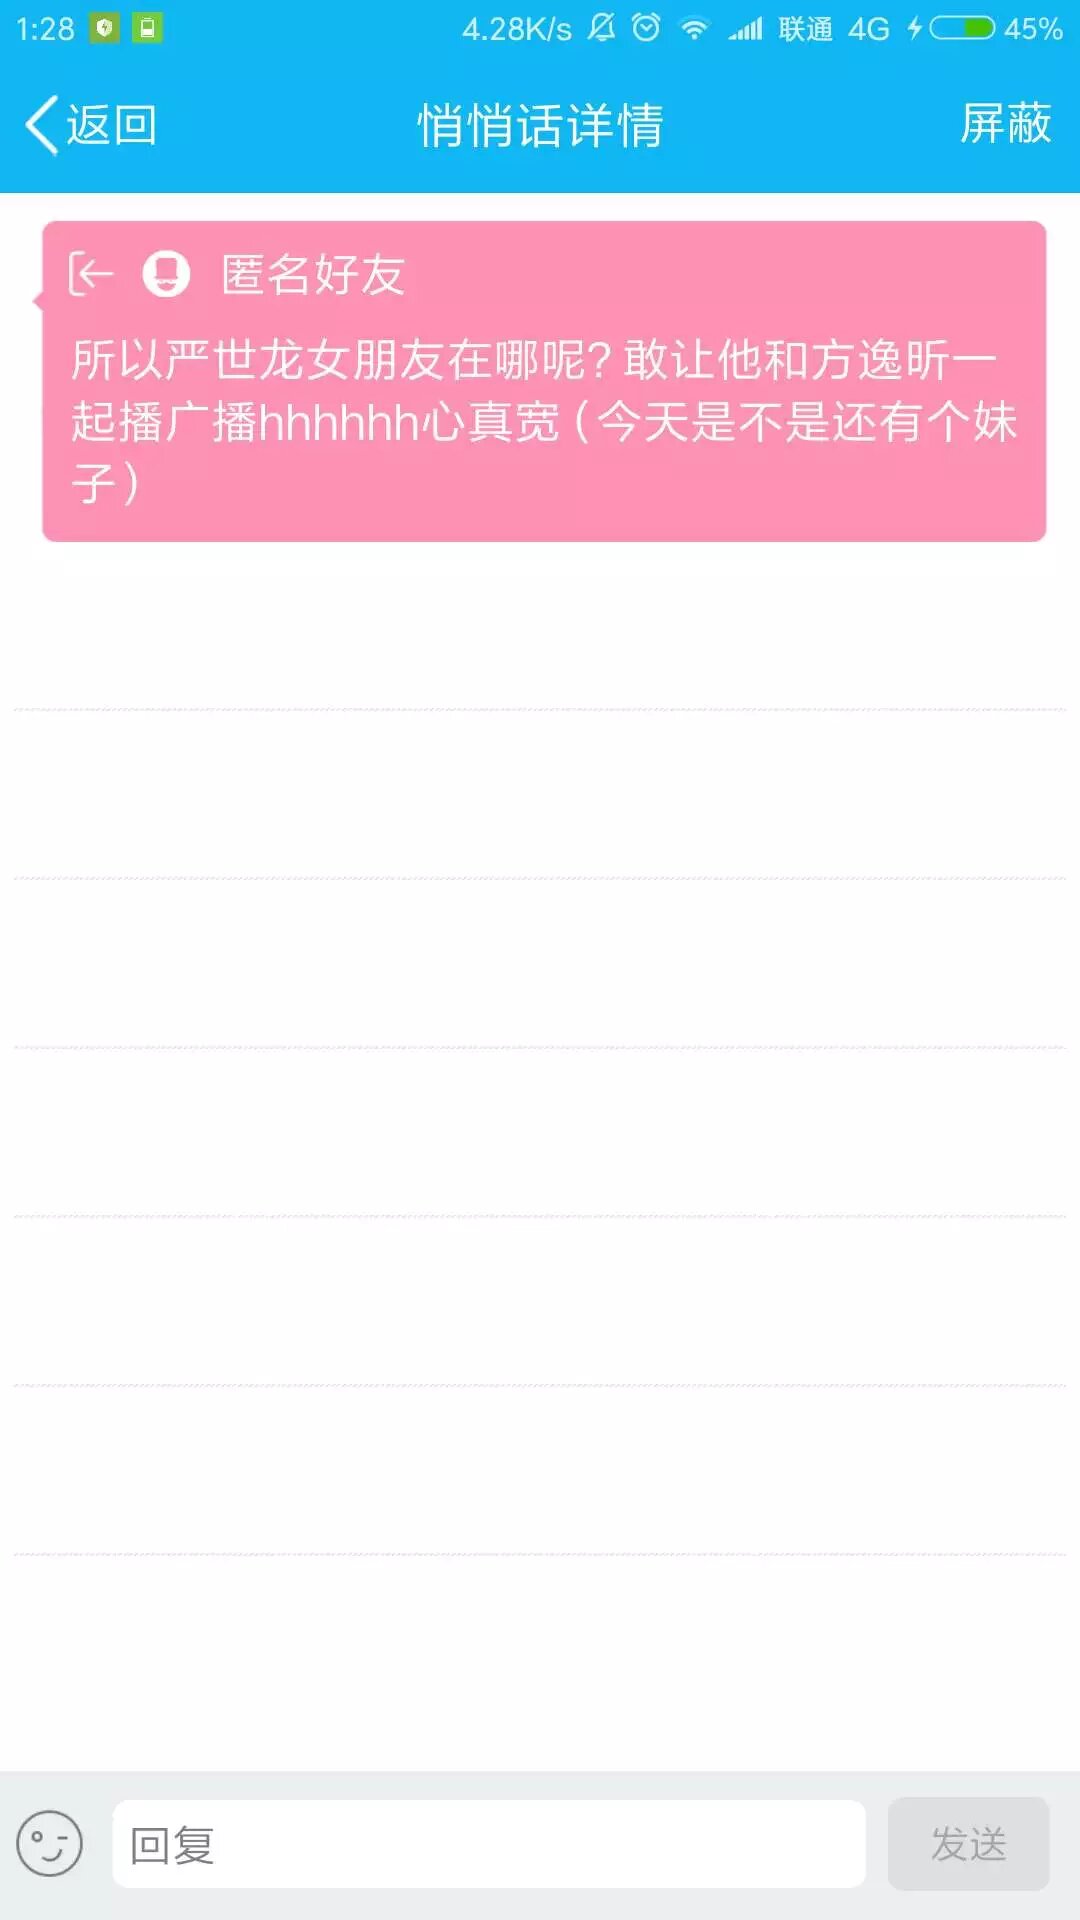 1:28 4.28K/s 联通 4G 45%
返回 悄悄话详情 屏蔽
匿名好友
所以严世龙女朋友在哪呢?敢让他和方逸昕一
起播广播hhhhhh心真宽(今天是不是还有个妹
子)
回复 发送